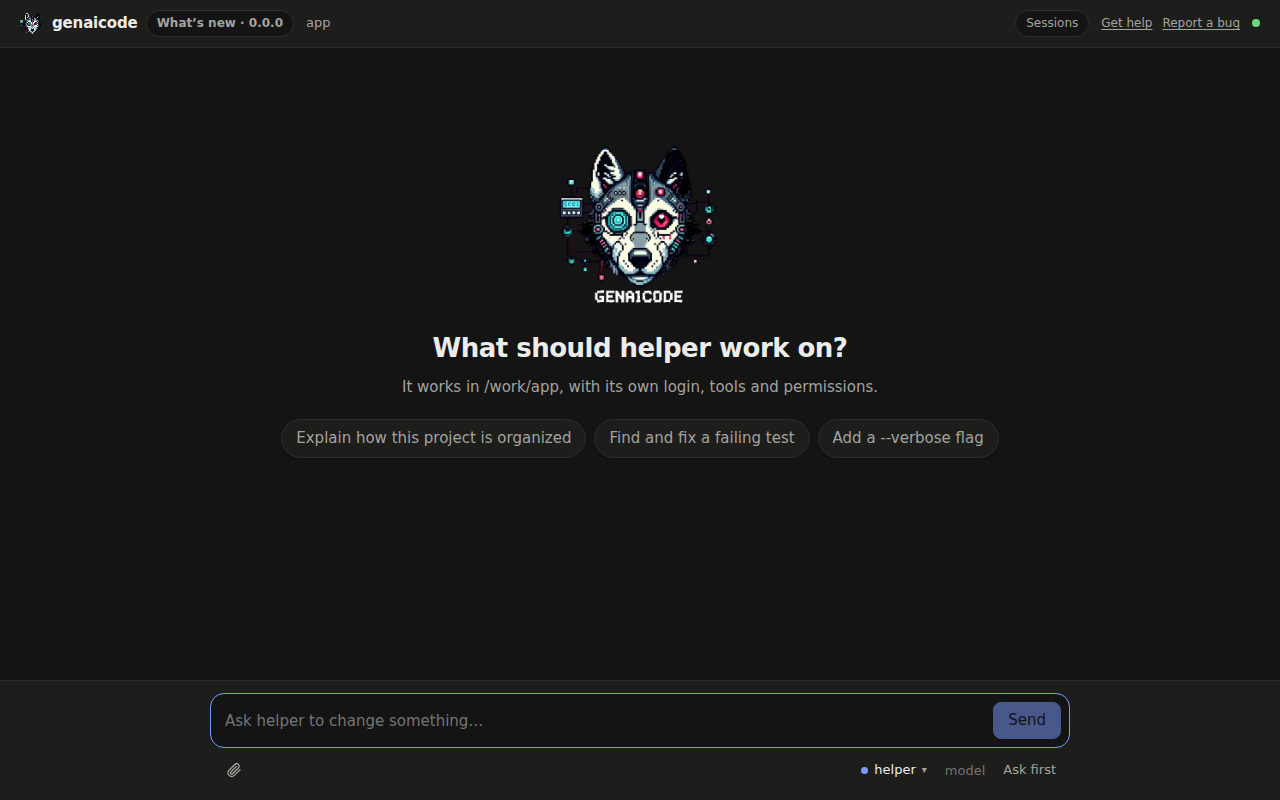 genaicode What’s new · 0.0.0 app Sessions Get help Report a bug
GENA1CODE
What should helper work on?
It works in /work/app, with its own login, tools and permissions.
Explain how this project is organized Find and fix a failing test Add a --verbose flag
Ask helper to change something… Send
helper ▾ model Ask first